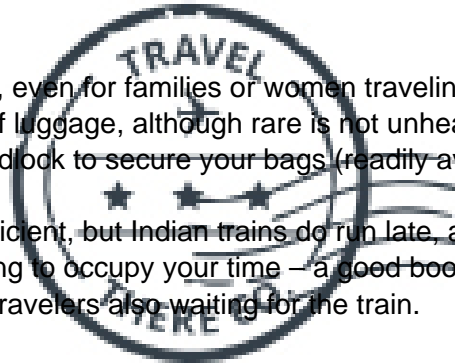 TRAVEL
, even for families or women travelin
f luggage, although rare is not unhea
dlock to secure your bags (readily av
icient, but Indian trains do run late, a
ng to occupy your time – a good boo
ravelers also waiting for the train.
THERE